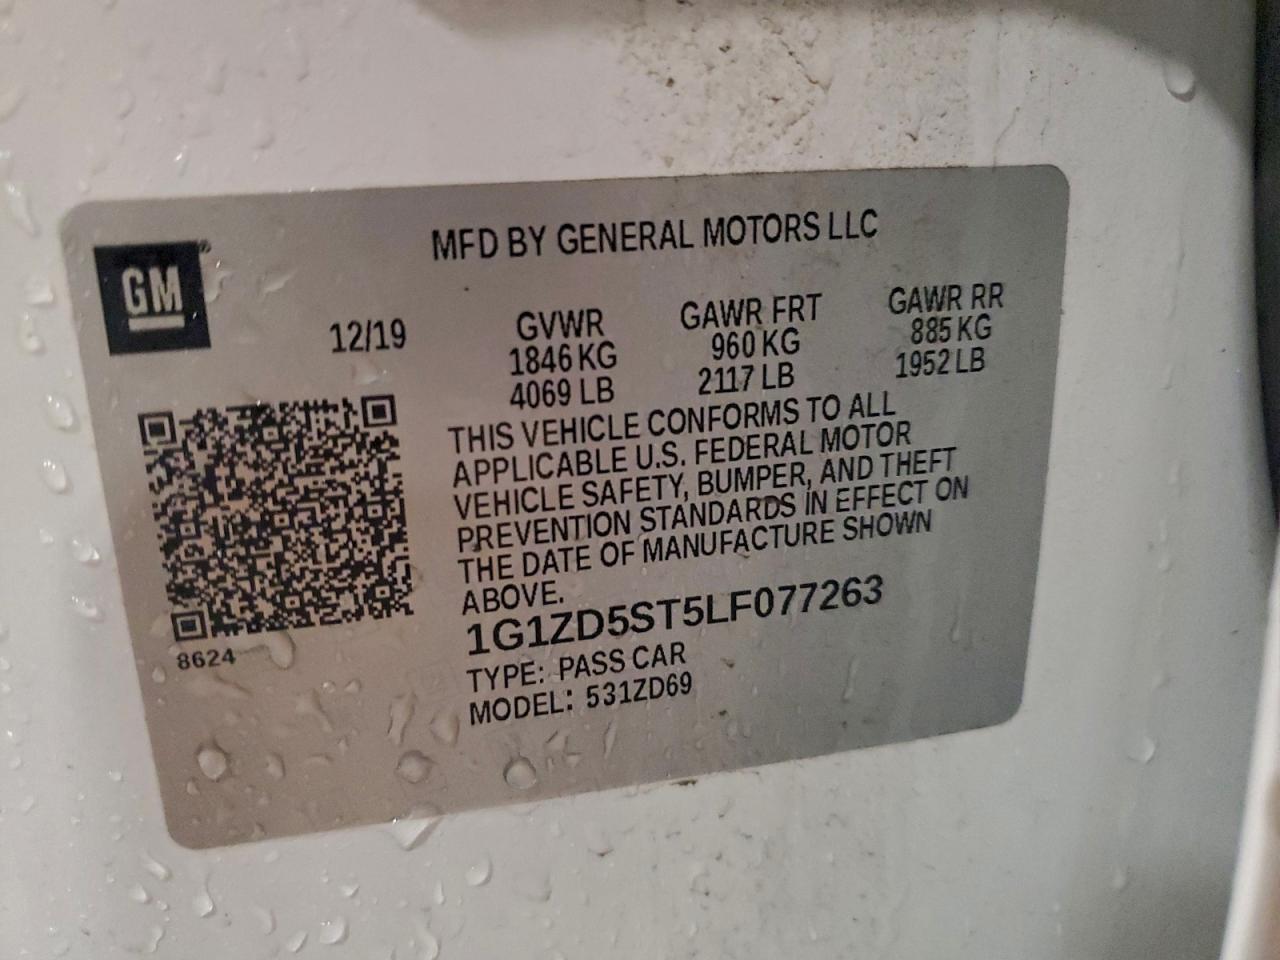 MFD BY GENERAL MOTORS LLC
GM®
12/19
GVWR
1846 KG
4069 LB
GAWR FRT
960 KG
2117 LB
GAWR RR
885 KG
1952 LB
THIS VEHICLE CONFORMS TO ALL
APPLICABLE U.S. FEDERAL MOTOR
VEHICLE SAFETY, BUMPER, AND THEFT
PREVENTION STANDARDS IN EFFECT ON
THE DATE OF MANUFACTURE SHOWN
ABOVE.
1G1ZD5ST5LF077263
TYPE: PASS CAR
MODEL: 531ZD69
8624